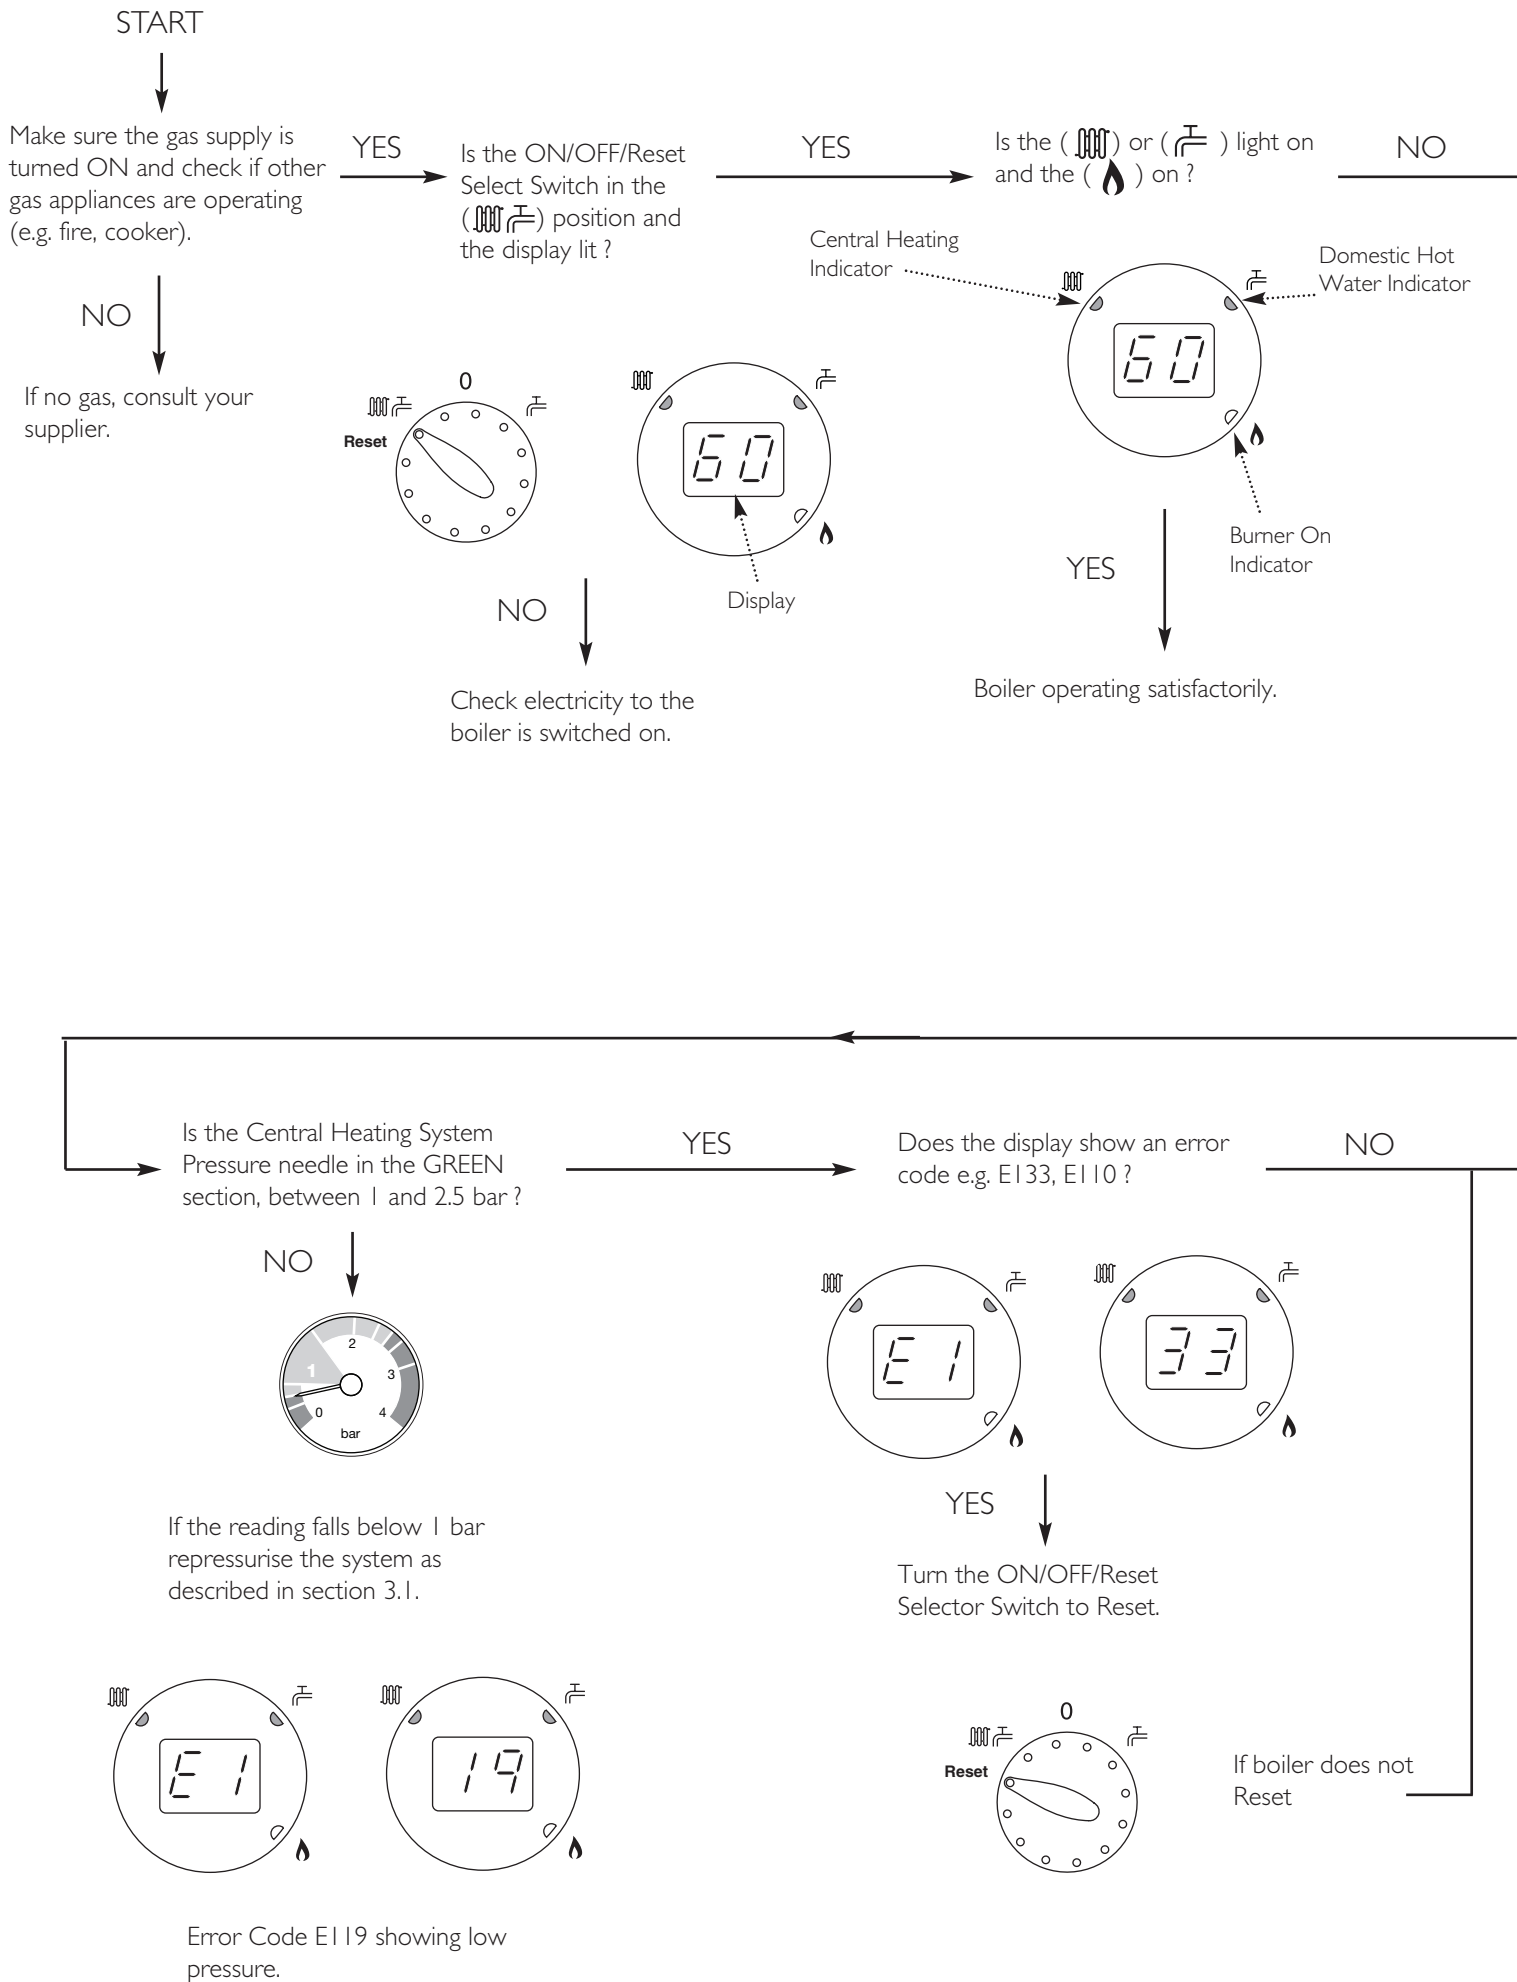 START
Make sure the gas supply is
turned ON and check if other
gas appliances are operating
(e.g. fire, cooker).
YES
NO
If no gas, consult your
supplier.
Is the ON/OFF/Reset
Select Switch in the
( ) position and
the display lit ?
YES
0
Reset
60
Display
NO
Check electricity to the
boiler is switched on.
Is the ( ) or ( ) light on
and the ( ) on ?
NO
Central Heating
Indicator
Domestic Hot
Water Indicator
60
Burner On
Indicator
YES
Boiler operating satisfactorily.
Is the Central Heating System
Pressure needle in the GREEN
section, between 1 and 2.5 bar ?
YES
NO
0
1
2
3
4
bar
If the reading falls below 1 bar
repressurise the system as
described in section 3.1.
E1
19
Error Code E119 showing low
pressure.
Does the display show an error
code e.g. E133, E110 ?
NO
E1
33
YES
Turn the ON/OFF/Reset
Selector Switch to Reset.
0
Reset
If boiler does not
Reset